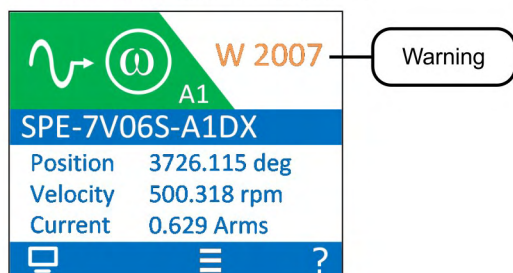 W 2007
Warning
ω
A1
SPE-7V06S-A1DX
Position 3726.115 deg
Velocity 500.318 rpm
Current 0.629 Arms
?